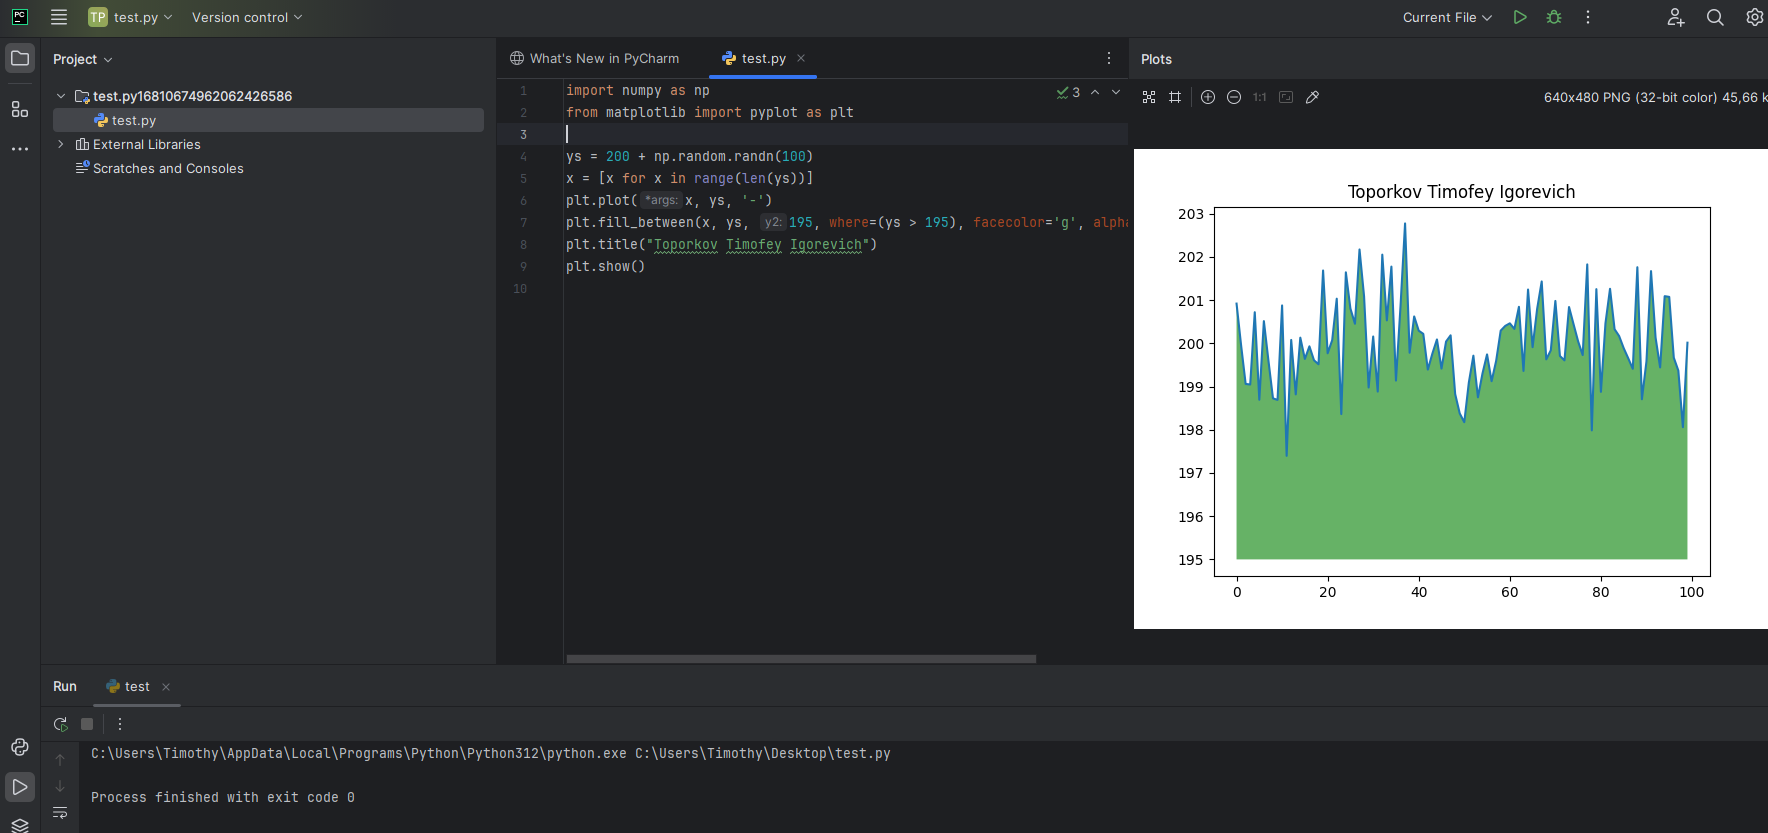 PC
TP test.py Version control
Current File
Project
test.py16810674962062426586
test.py
External Libraries
Scratches and Consoles
What's New in PyCharm
test.py
3
1 import numpy as np
2 from matplotlib import pyplot as plt
3
4 ys = 200 + np.random.randn(100)
5 x = [x for x in range(len(ys))]
6 plt.plot( *args: x, ys, '-')
7 plt.fill_between(x, ys, y2: 195, where=(ys > 195), facecolor='g', alpha
8 plt.title("Toporkov Timofey Igorevich")
9 plt.show()
10
Plots
1:1
640x480 PNG (32-bit color) 45,66 k
Toporkov Timofey Igorevich
203
202
201
200
199
198
197
196
195
0 20 40 60 80 100
Run test
C:\Users\Timothy\AppData\Local\Programs\Python\Python312\python.exe C:\Users\Timothy\Desktop\test.py
Process finished with exit code 0